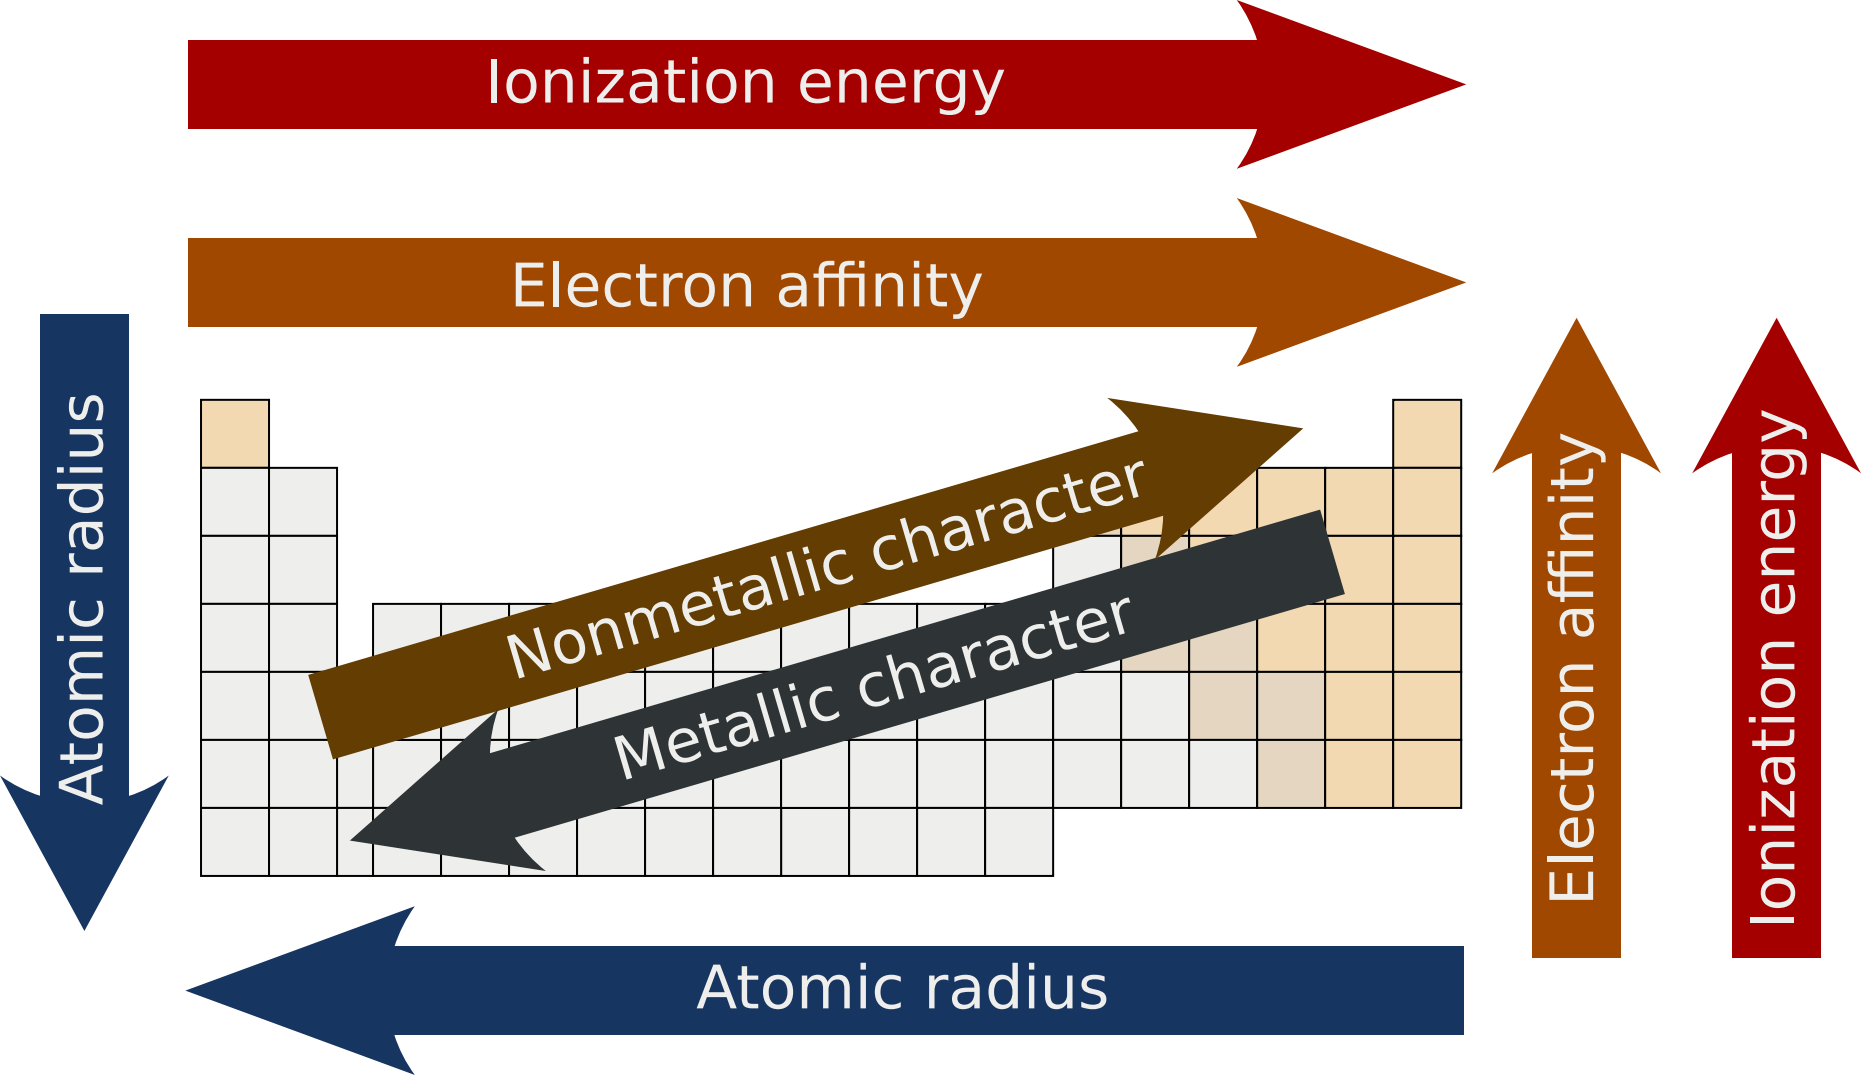 Ionization energy
Electron affinity
Atomic radius
Nonmetallic character
Metallic character
Electron affinity
Ionization energy
Atomic radius